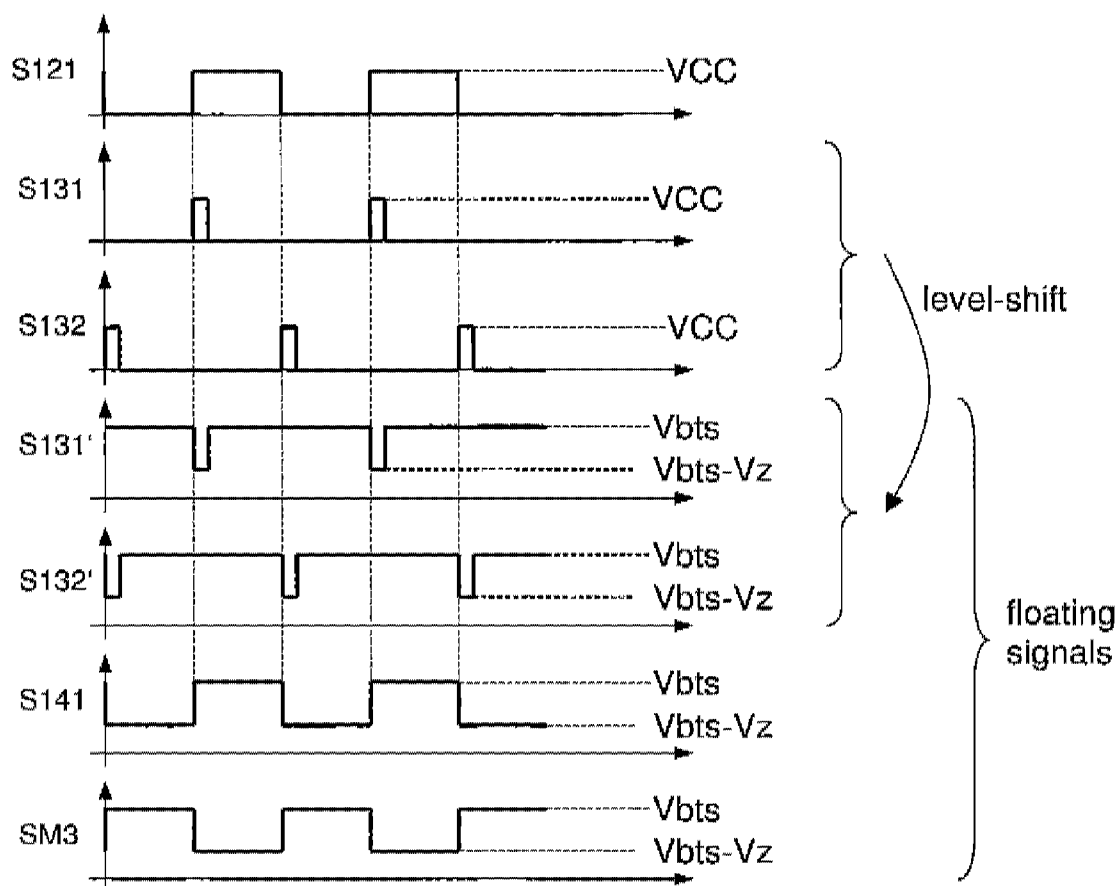 S121
VCC
S131
VCC
S132
VCC
level-shift
S131'
Vbts
Vbts-Vz
S132'
Vbts
Vbts-Vz
floating
signals
S141
Vbts
Vbts-Vz
SM3
Vbts
Vbts-Vz